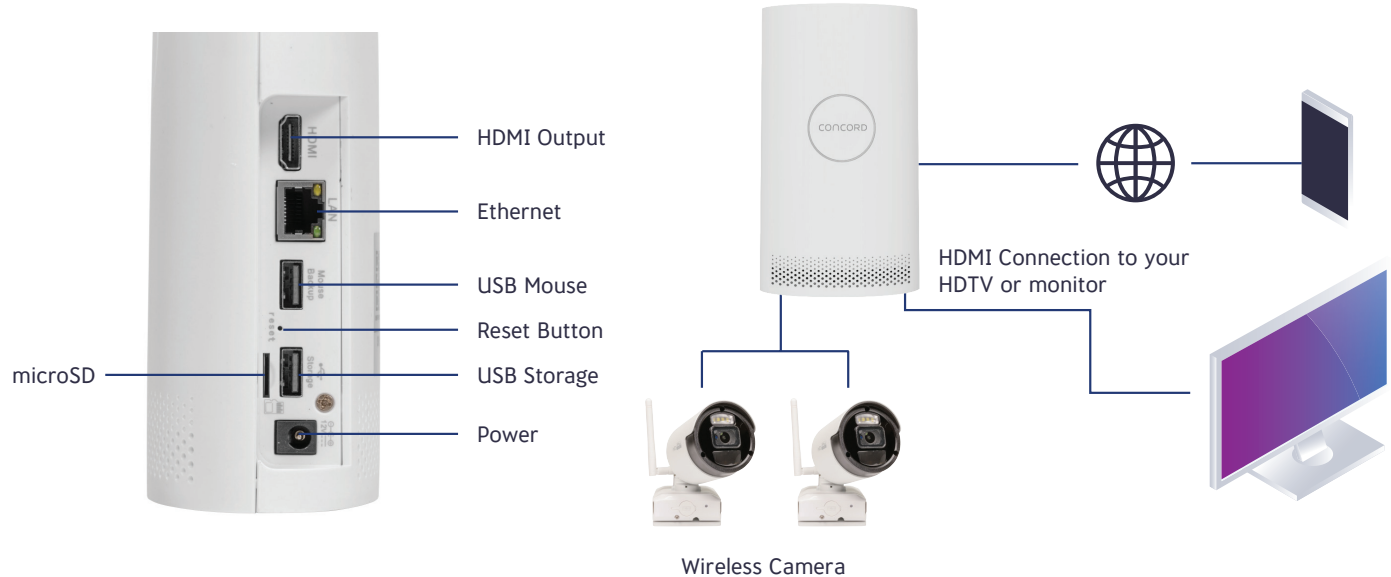 HDMI
LAN
Mouse
Backup
reset
Storage
12V
HDMI Output
Ethernet
USB Mouse
Reset Button
USB Storage
Power
microSD
CONCORD
HDMI Connection to your
HDTV or monitor
Wireless Camera